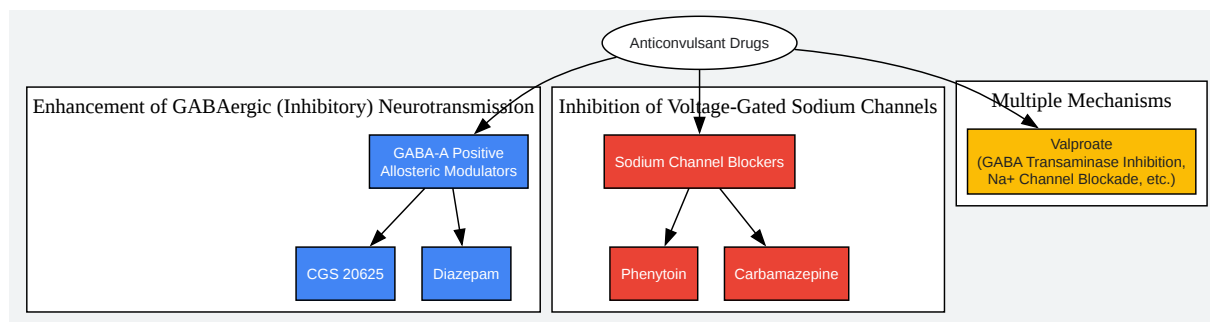 Anticonvulsant Drugs
Enhancement of GABAergic (Inhibitory) Neurotransmission
Inhibition of Voltage-Gated Sodium Channels
Multiple Mechanisms
GABA-A Positive
Allosteric Modulators
Sodium Channel Blockers
Valproate
(GABA Transaminase Inhibition,
Na+ Channel Blockade, etc.)
CGS 20625
Diazepam
Phenytoin
Carbamazepine